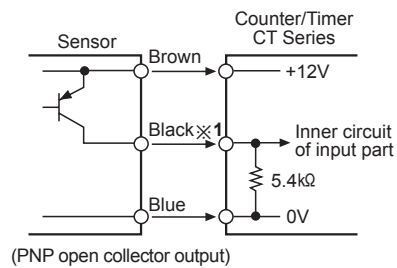 Counter/Timer
CT Series
Sensor
Brown
+12V
Black※1
Inner circuit
of input part
5.4kΩ
Blue
0V
(PNP open collector output)